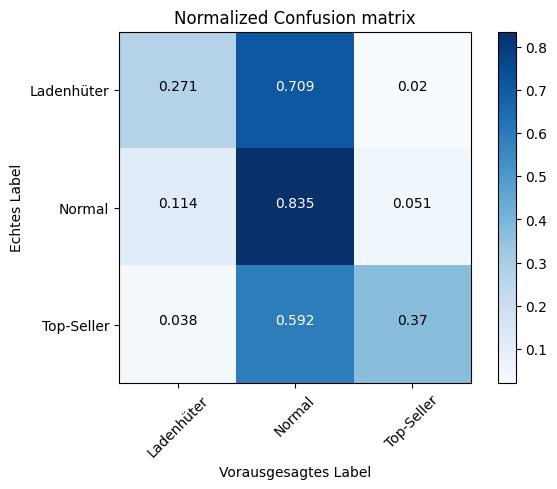 Normalized Confusion matrix
Echtes Label
Ladenhüter 0.271 0.709 0.02
Normal 0.114 0.835 0.051
Top-Seller 0.038 0.592 0.37
Ladenhüter Normal Top-Seller
Vorausgesagtes Label
0.8
0.7
0.6
0.5
0.4
0.3
0.2
0.1